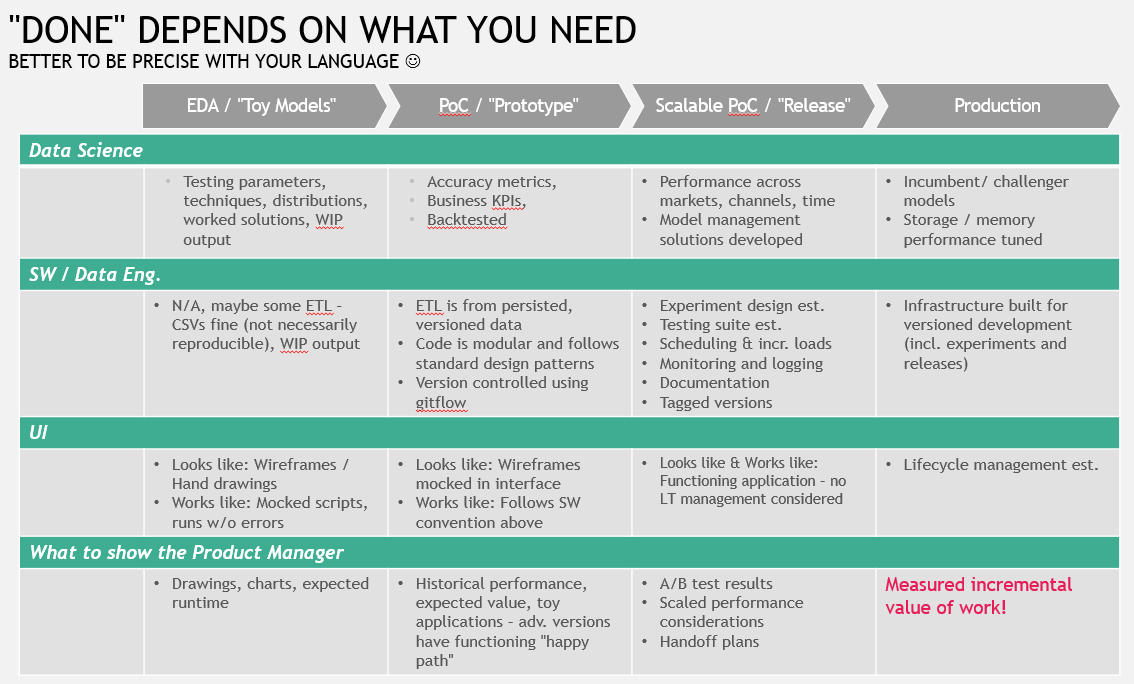 "DONE" DEPENDS ON WHAT YOU NEED
BETTER TO BE PRECISE WITH YOUR LANGUAGE ☺
EDA / "Toy Models"
PoC / "Prototype"
Scalable PoC / "Release"
Production
Data Science
• Testing parameters,
techniques, distributions,
worked solutions, WIP
output
• Accuracy metrics,
• Business KPIs,
• Backtested
• Performance across
markets, channels, time
• Model management
solutions developed
• Incumbent/ challenger
models
• Storage / memory
performance tuned
SW / Data Eng.
• N/A, maybe some ETL –
CSVs fine (not necessarily
reproducible), WIP output
• ETL is from persisted,
versioned data
• Code is modular and follows
standard design patterns
• Version controlled using
gitflow
• Experiment design est.
• Testing suite est.
• Scheduling & incr. loads
• Monitoring and logging
• Documentation
• Tagged versions
• Infrastructure built for
versioned development
(incl. experiments and
releases)
UI
• Looks like: Wireframes /
Hand drawings
• Works like: Mocked scripts,
runs w/o errors
• Looks like: Wireframes
mocked in interface
• Works like: Follows SW
convention above
• Looks like & Works like:
Functioning application – no
LT management considered
• Lifecycle management est.
What to show the Product Manager
• Drawings, charts, expected
runtime
• Historical performance,
expected value, toy
applications – adv. versions
have functioning "happy
path"
• A/B test results
• Scaled performance
considerations
• Handoff plans
Measured incremental
value of work!